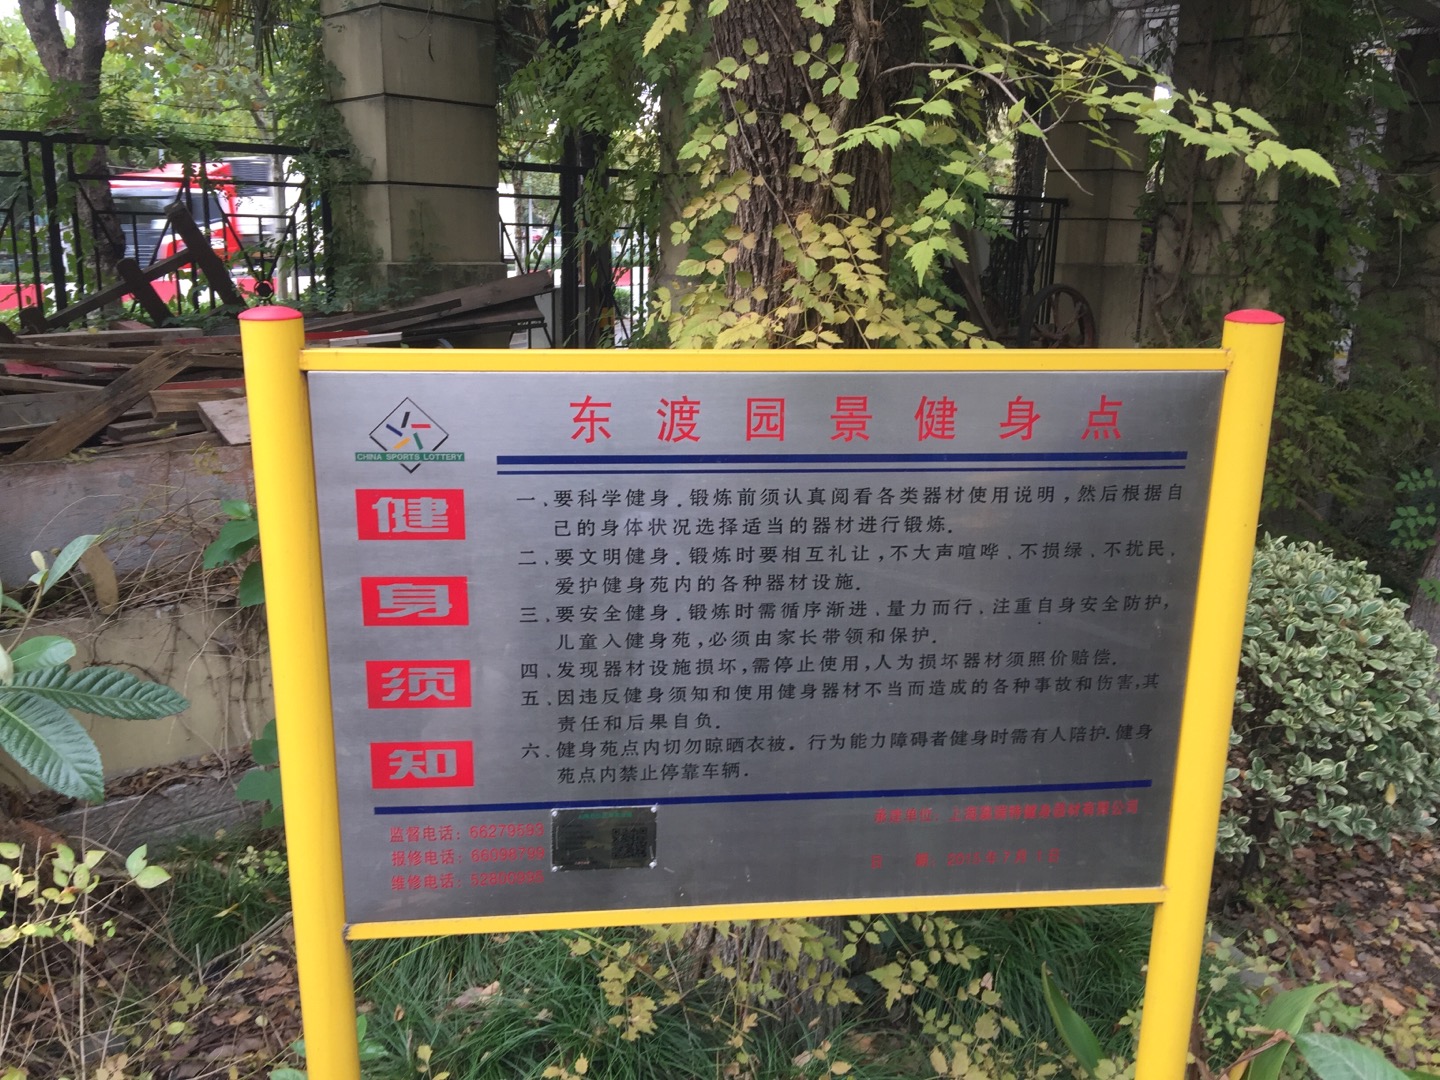 东渡园景健身点
CHINA SPORTS LOTTERY
健
身
须
知
一、要科学健身.锻炼前须认真阅看各类器材使用说明,然后根据自
己的身体状况选择适当的器材进行锻炼.
二、要文明健身.锻炼时要相互礼让,不大声喧哗、不损绿、不扰民、
爱护健身苑内的各种器材设施.
三、要安全健身.锻炼时需循序渐进、量力而行、注重自身安全防护,
儿童入健身苑,必须由家长带领和保护.
四、发现器材设施损坏,需停止使用,人为损坏器材须照价赔偿.
五、因违反健身须知和使用健身器材不当而造成的各种事故和伤害,其
责任和后果自负.
六、健身苑点内切勿晾晒衣被.行为能力障碍者健身时需有人陪护.健身
苑点内禁止停靠车辆.
监督电话:66279593
报修电话:
维修电话: